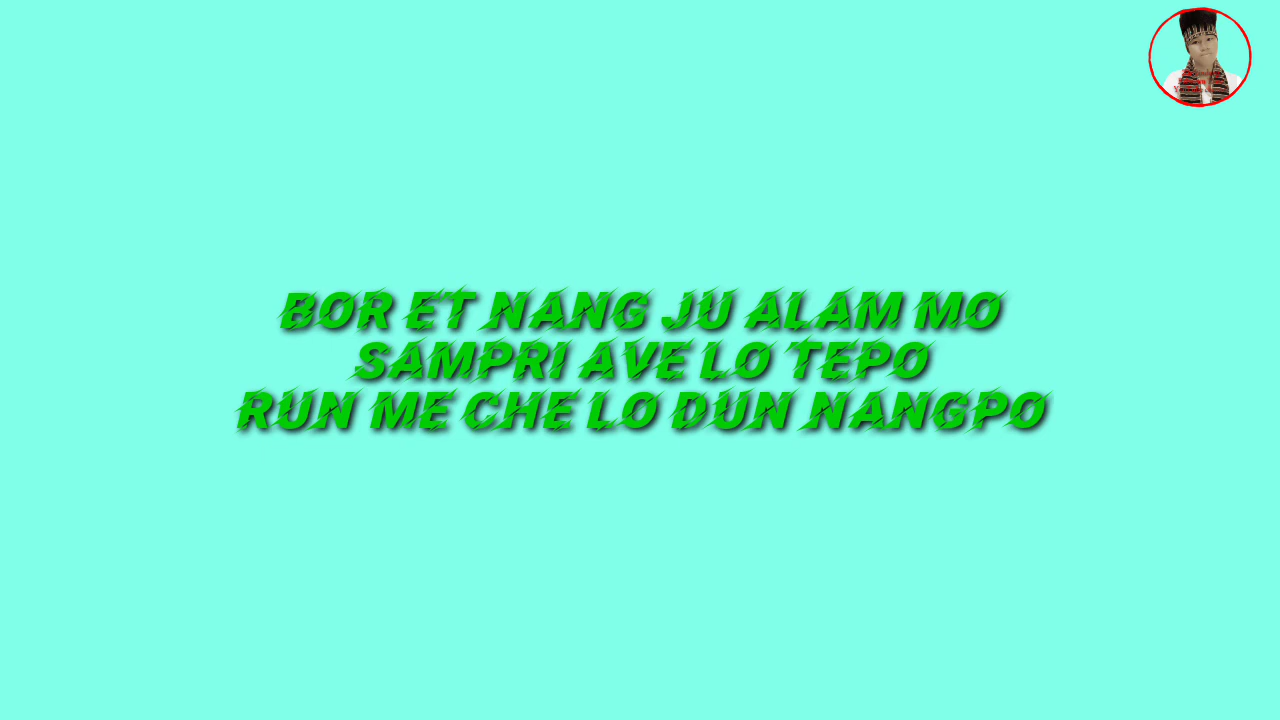 BOR ET NANG JU ALAM MO
SAMPRI AVE LO TEPO
RUN ME CHE LO DUN NANGPO